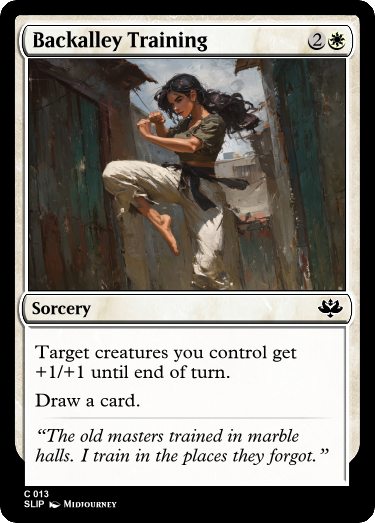 Backalley Training 2
Sorcery
Target creatures you control get
+1/+1 until end of turn.
Draw a card.
“The old masters trained in marble
halls. I train in the places they forgot.”
C 013
SLIP Midjourney